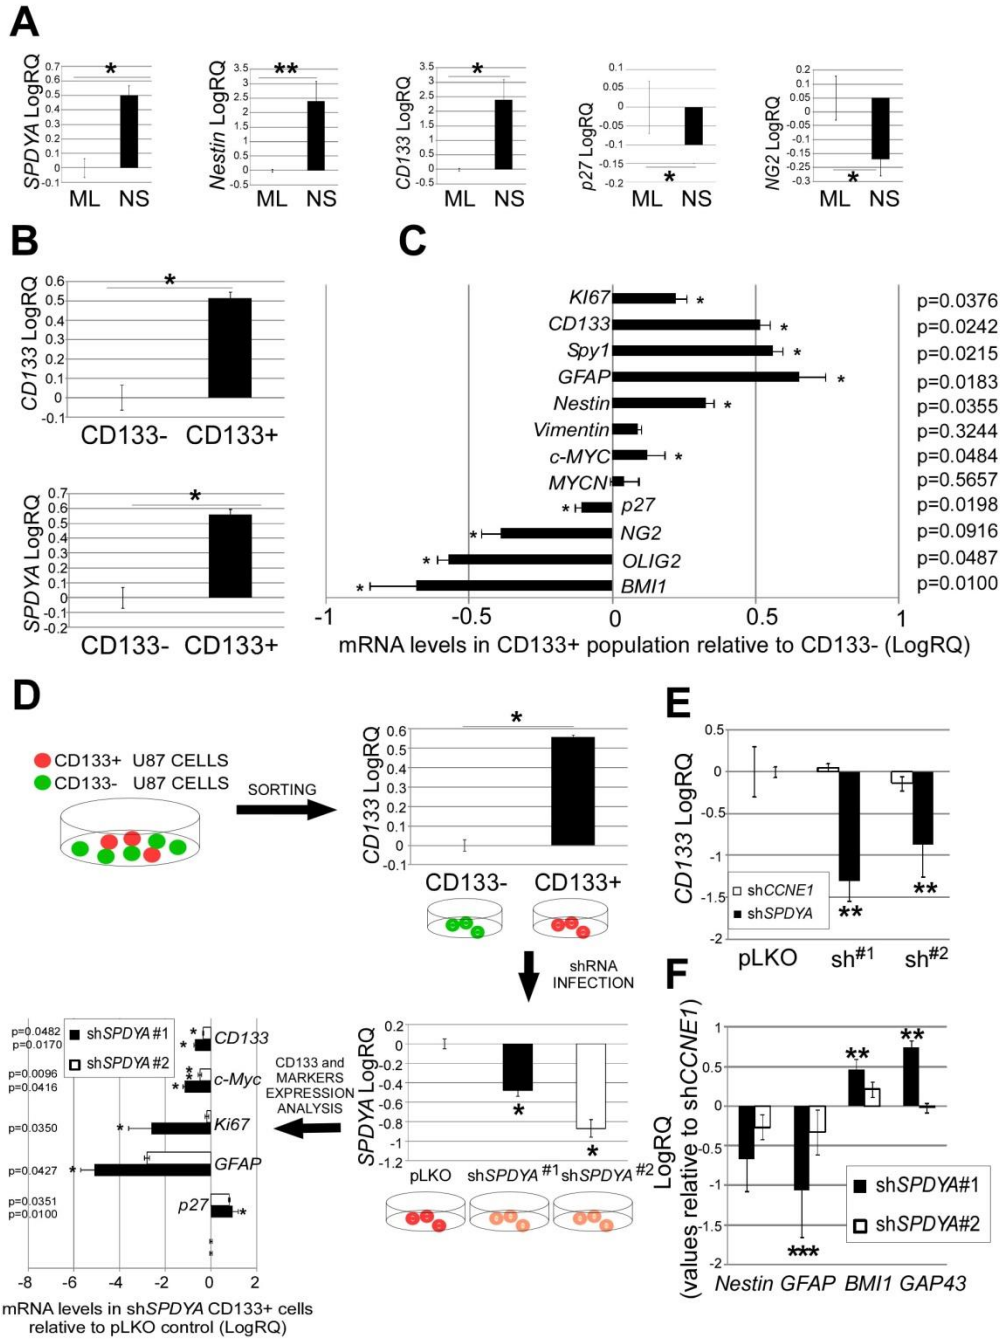 A
SPDYA LogRQ
0.7
0.6
0.5
0.4
0.3
0.2
0.1
0
-0.1
*
ML NS
Nestin LogRQ
3.5
3
2.5
2
1.5
1
0.5
0
-0.5
**
ML NS
CD133 LogRQ
3.5
3
2.5
2
1.5
1
0.5
0
-0.5
*
ML NS
p27 LogRQ
0.1
0.05
0
-0.05
-0.1
-0.15
-0.2
*
ML NS
NG2 LogRQ
0.2
0.05
0.1
0.05
0
-0.05
-0.1
-0.15
-0.2
-0.25
-0.3
*
ML NS
B
CD133 LogRQ
0.6
0.5
0.4
0.3
0.2
0.1
0
-0.1
*
CD133- CD133+
SPDYA LogRQ
0.7
0.6
0.5
0.4
0.3
0.2
0.1
0
-0.1
-0.2
*
CD133- CD133+
C
KI67 * p=0.0376
CD133 * p=0.0242
Spy1 * p=0.0215
GFAP * p=0.0183
Nestin * p=0.0355
Vimentin p=0.3244
c-MYC * p=0.0484
MYCN p=0.5657
* p27 p=0.0198
* NG2 p=0.0916
* OLIG2 p=0.0487
* BMI1 p=0.0100
-1 -0.5 0 0.5 1
mRNA levels in CD133+ population relative to CD133- (LogRQ)
D
CD133+ U87 CELLS
CD133- U87 CELLS
SORTING
CD133 LogRQ
0.6
0.5
0.4
0.3
0.2
0.1
0
-0.1
*
CD133- CD133+
shRNA
INFECTION
SPDYA LogRQ
0.2
0
-0.2
-0.4
-0.6
-0.8
-1
-1.2
*
*
pLKO shSPDYA#1 shSPDYA#2
CD133 and
MARKERS
EXPRESSION
ANALYSIS
shSPDYA#1
shSPDYA#2
p=0.0482 *
p=0.0170 * CD133
p=0.0096 **
p=0.0416 * c-Myc
p=0.0350 * Ki67
p=0.0427 * GFAP
p=0.0351
p=0.0100 p27 *
-8 -6 -4 -2 0 2
mRNA levels in shSPDYA CD133+ cells
relative to pLKO control (LogRQ)
E
CD133 LogRQ
0.5
0
-0.5
-1
-1.5
-2
shCCNE1
shSPDYA
**
**
pLKO sh#1 sh#2
F
LogRQ
(values relative to shCCNE1)
1
0.5
0
-0.5
-1
-1.5
-2
**
**
***
shSPDYA#1
shSPDYA#2
Nestin GFAP BMI1 GAP43